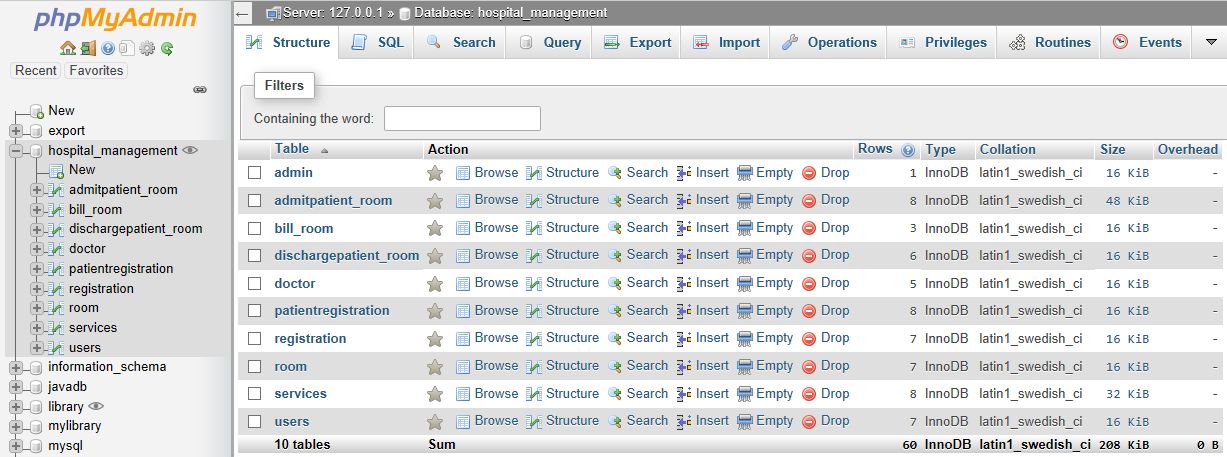 phpMyAdmin
Recent Favorites
New
export
hospital_management
New
admitpatient_room
bill_room
dischargepatient_room
doctor
patientregistration
registration
room
services
users
information_schema
javadb
library
mylibrary
mysql
Server: 127.0.0.1 » Database: hospital_management
Structure SQL Search Query Export Import Operations Privileges Routines Events
Filters
Containing the word:
Table Action Rows Type Collation Size Overhead
admin Browse Structure Search Insert Empty Drop 1 InnoDB latin1_swedish_ci 16 KiB -
admitpatient_room Browse Structure Search Insert Empty Drop 8 InnoDB latin1_swedish_ci 48 KiB -
bill_room Browse Structure Search Insert Empty Drop 3 InnoDB latin1_swedish_ci 16 KiB -
dischargepatient_room Browse Structure Search Insert Empty Drop 6 InnoDB latin1_swedish_ci 16 KiB -
doctor Browse Structure Search Insert Empty Drop 5 InnoDB latin1_swedish_ci 16 KiB -
patientregistration Browse Structure Search Insert Empty Drop 8 InnoDB latin1_swedish_ci 16 KiB -
registration Browse Structure Search Insert Empty Drop 7 InnoDB latin1_swedish_ci 16 KiB -
room Browse Structure Search Insert Empty Drop 7 InnoDB latin1_swedish_ci 16 KiB -
services Browse Structure Search Insert Empty Drop 8 InnoDB latin1_swedish_ci 32 KiB -
users Browse Structure Search Insert Empty Drop 7 InnoDB latin1_swedish_ci 16 KiB -
10 tables Sum 60 InnoDB latin1_swedish_ci 208 KiB 0 B